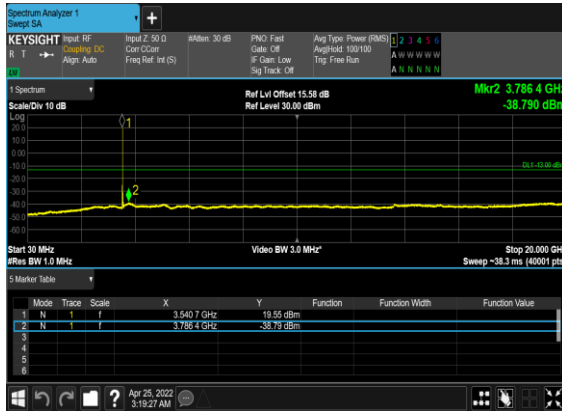 Spectrum Analyzer 1
Swept SA
+
KEYSIGHT Input: RF Input Z: 50 Ω #Atten: 30 dB PNO: Fast Avg Type: Power (RMS) 1 2 3 4 5 6
R T Coupling: DC Corr CCorr Gate: Off Avg|Hold: 100/100 A W W W W W
Align: Auto Freq Ref: Int (S) IF Gain: Low Trig: Free Run
Sig Track: Off A N N N N N
1 Spectrum Ref Lvl Offset 15.58 dB Mkr2 3.786 4 GHz
Scale/Div 10 dB Ref Level 30.00 dBm -38.790 dBm
Log
1
20.0
10.0
0.00
-10.0
DL1 -13.00 dBm
-20.0
-30.0
2
-40.0
-50.0
-60.0
Start 30 MHz Video BW 3.0 MHz* Stop 20.000 GHz
#Res BW 1.0 MHz Sweep ~38.3 ms (40001 pts)
5 Marker Table
Mode Trace Scale X Y Function Function Width Function Value
1 N 1 f 3.540 7 GHz 19.55 dBm
2 N 1 f 3.786 4 GHz -38.79 dBm
3
4
5
6
? Apr 25, 2022
3:19:27 AM